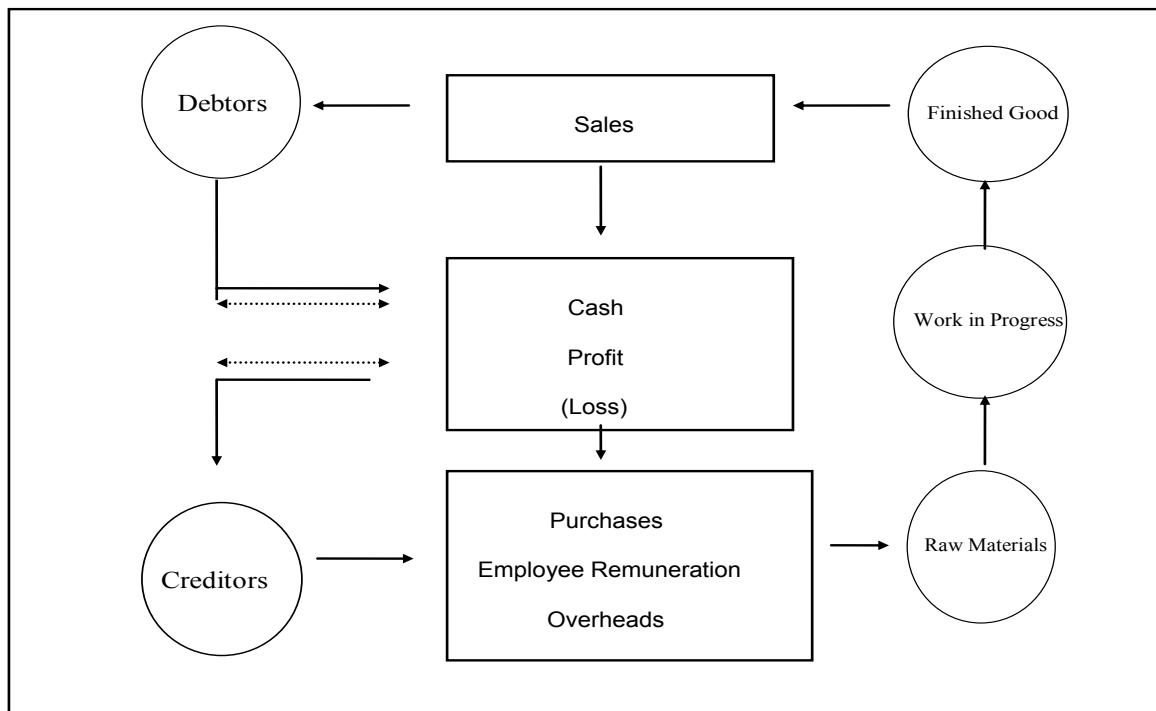 Debtors
Sales
Finished Good
Cash
Profit
(Loss)
Work in Progress
Purchases
Employee Remuneration
Overheads
Creditors
Raw Materials